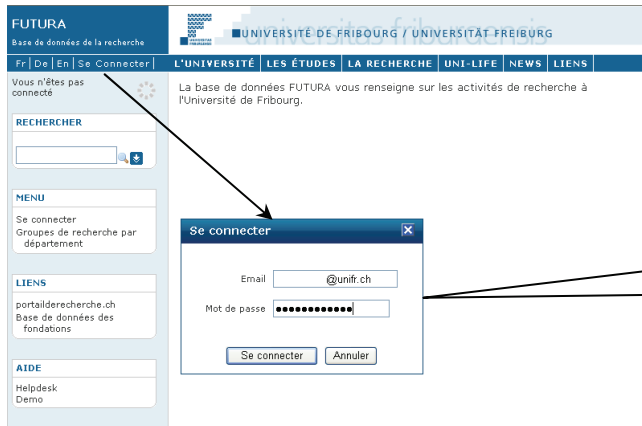 FUTURA
Base de données de la recherche
universitas friburgensis
UNIVERSITÉ DE FRIBOURG / UNIVERSITÄT FREIBURG
Fr | De | En | Se Connecter |
L'UNIVERSITÉ | LES ÉTUDES | LA RECHERCHE | UNI-LIFE | NEWS | LIENS
Vous n'êtes pas
connecté
La base de données FUTURA vous renseigne sur les activités de recherche à
l'Université de Fribourg.
RECHERCHER
MENU
Se connecter
Groupes de recherche par
département
LIENS
portailderecherche.ch
Base de données des
fondations
AIDE
Helpdesk
Demo
Se connecter
Email @unifr.ch
Mot de passe ●●●●●●●●●●●●
Se connecter Annuler